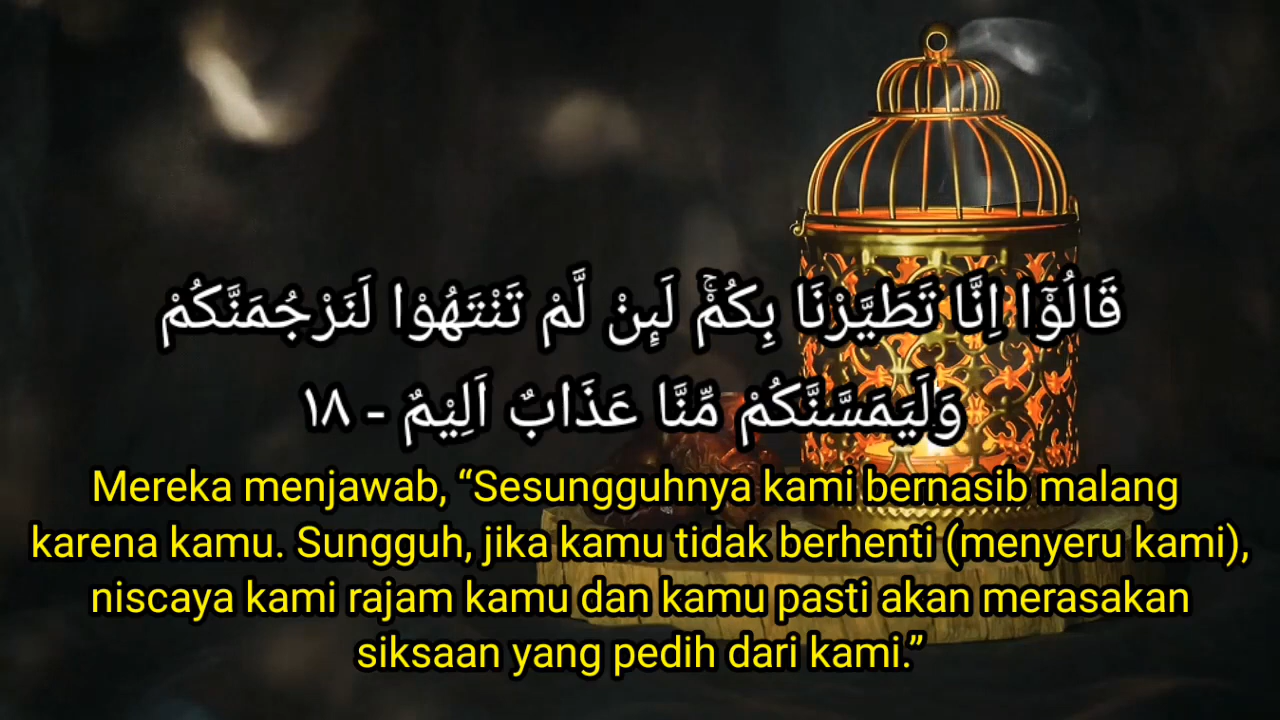 قَالُوْٓا اِنَّا تَطَيَّرْنَا بِكُمْۚ لَىِٕنْ لَّمْ تَنْتَهُوْا لَنَرْجُمَنَّكُمْ
وَلَيَمَسَّنَّكُمْ مِّنَّا عَذَابٌ اَلِيْمٌ - ١٨
Mereka menjawab, “Sesungguhnya kami bernasib malang
karena kamu. Sungguh, jika kamu tidak berhenti (menyeru kami),
niscaya kami rajam kamu dan kamu pasti akan merasakan
siksaan yang pedih dari kami.”